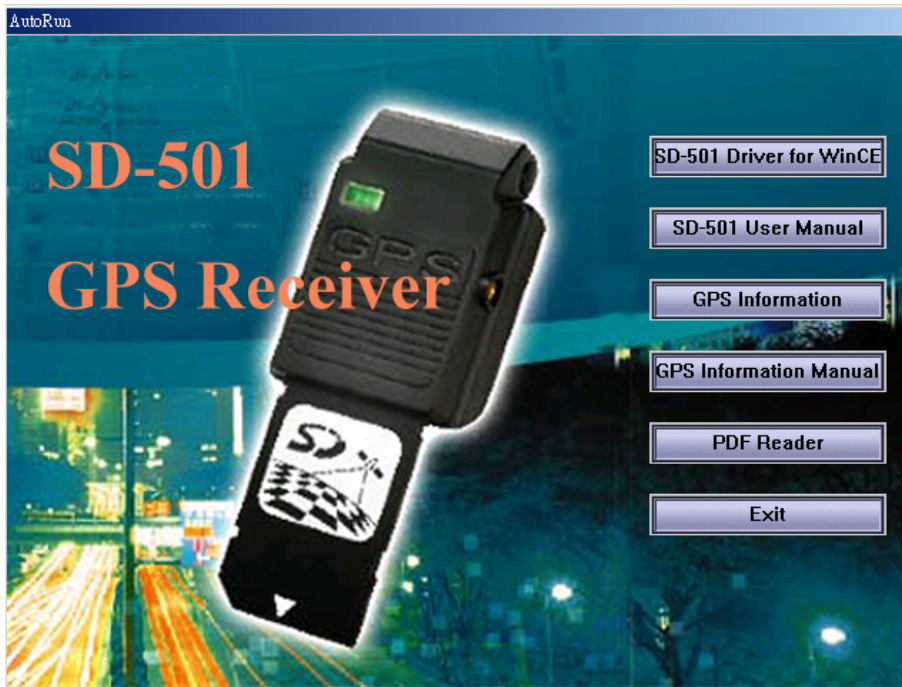 AutoRun
SD-501
GPS Receiver
GPS
SD
SD-501 Driver for WinCE
SD-501 User Manual
GPS Information
GPS Information Manual
PDF Reader
Exit